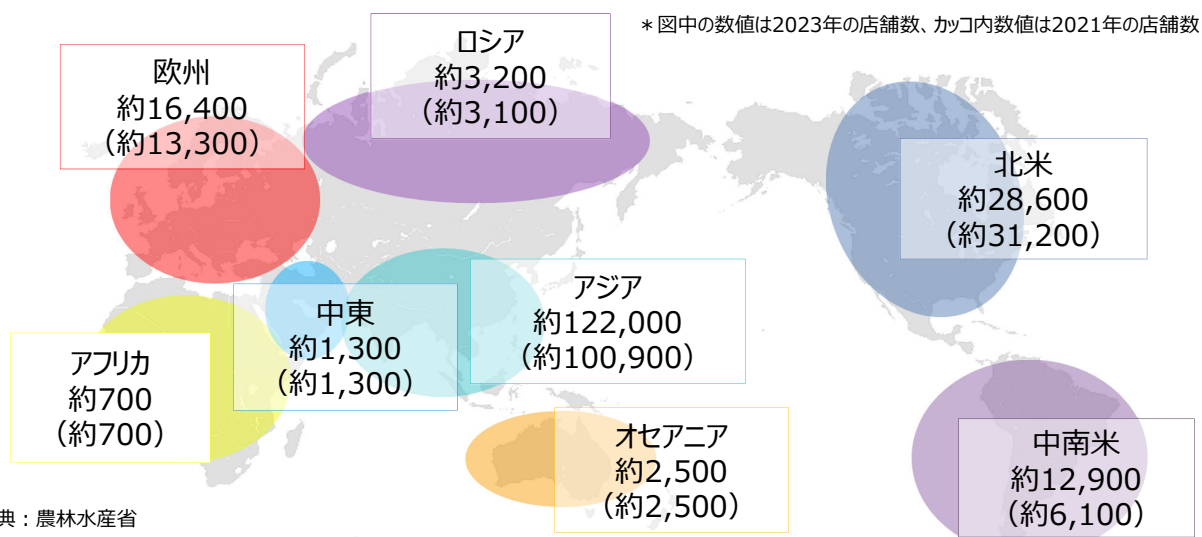 ＊図中の数値は2023年の店舗数、カッコ内数値は2021年の店舗数
欧州
約16,400
（約13,300）
ロシア
約3,200
（約3,100）
北米
約28,600
（約31,200）
中東
約1,300
（約1,300）
アジア
約122,000
（約100,900）
アフリカ
約700
（約700）
オセアニア
約2,500
（約2,500）
中南米
約12,900
（約6,100）
典：農林水産省